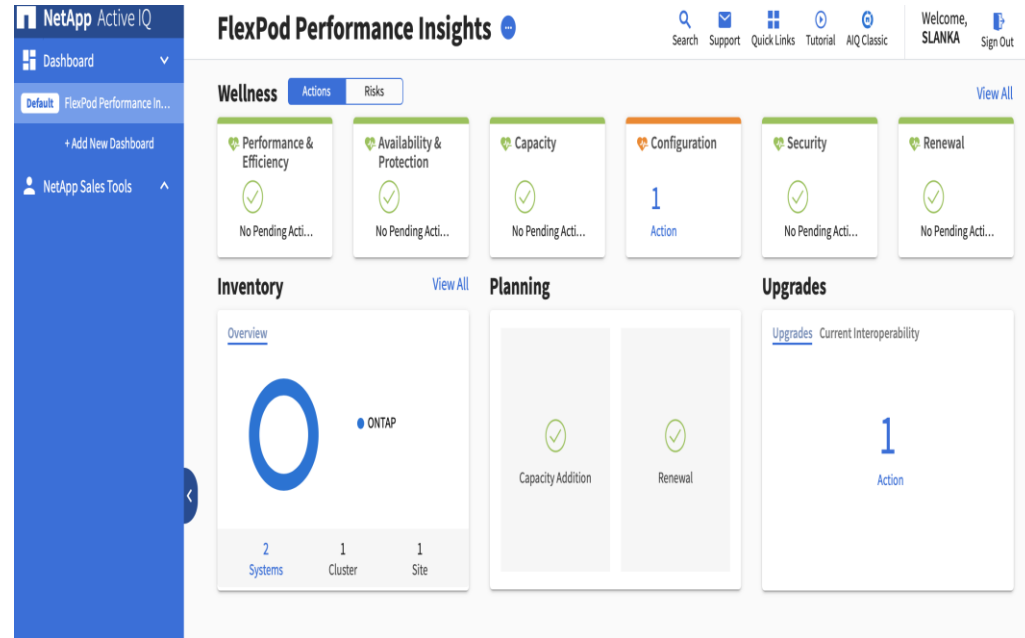 NetApp Active IQ
Dashboard
Default FlexPod Performance In...
+ Add New Dashboard
NetApp Sales Tools
FlexPod Performance Insights
Search
Support
Quick Links
Tutorial
AIQ Classic
Welcome,
SLANKA
Sign Out
Wellness
Actions
Risks
View All
Performance &
Efficiency
No Pending Acti...
Availability &
Protection
No Pending Acti...
Capacity
No Pending Acti...
Configuration
1
Action
Security
No Pending Acti...
Renewal
No Pending Acti...
Inventory
View All
Overview
ONTAP
2
Systems
1
Cluster
1
Site
Planning
Capacity Addition
Renewal
Upgrades
Upgrades Current Interoperability
1
Action